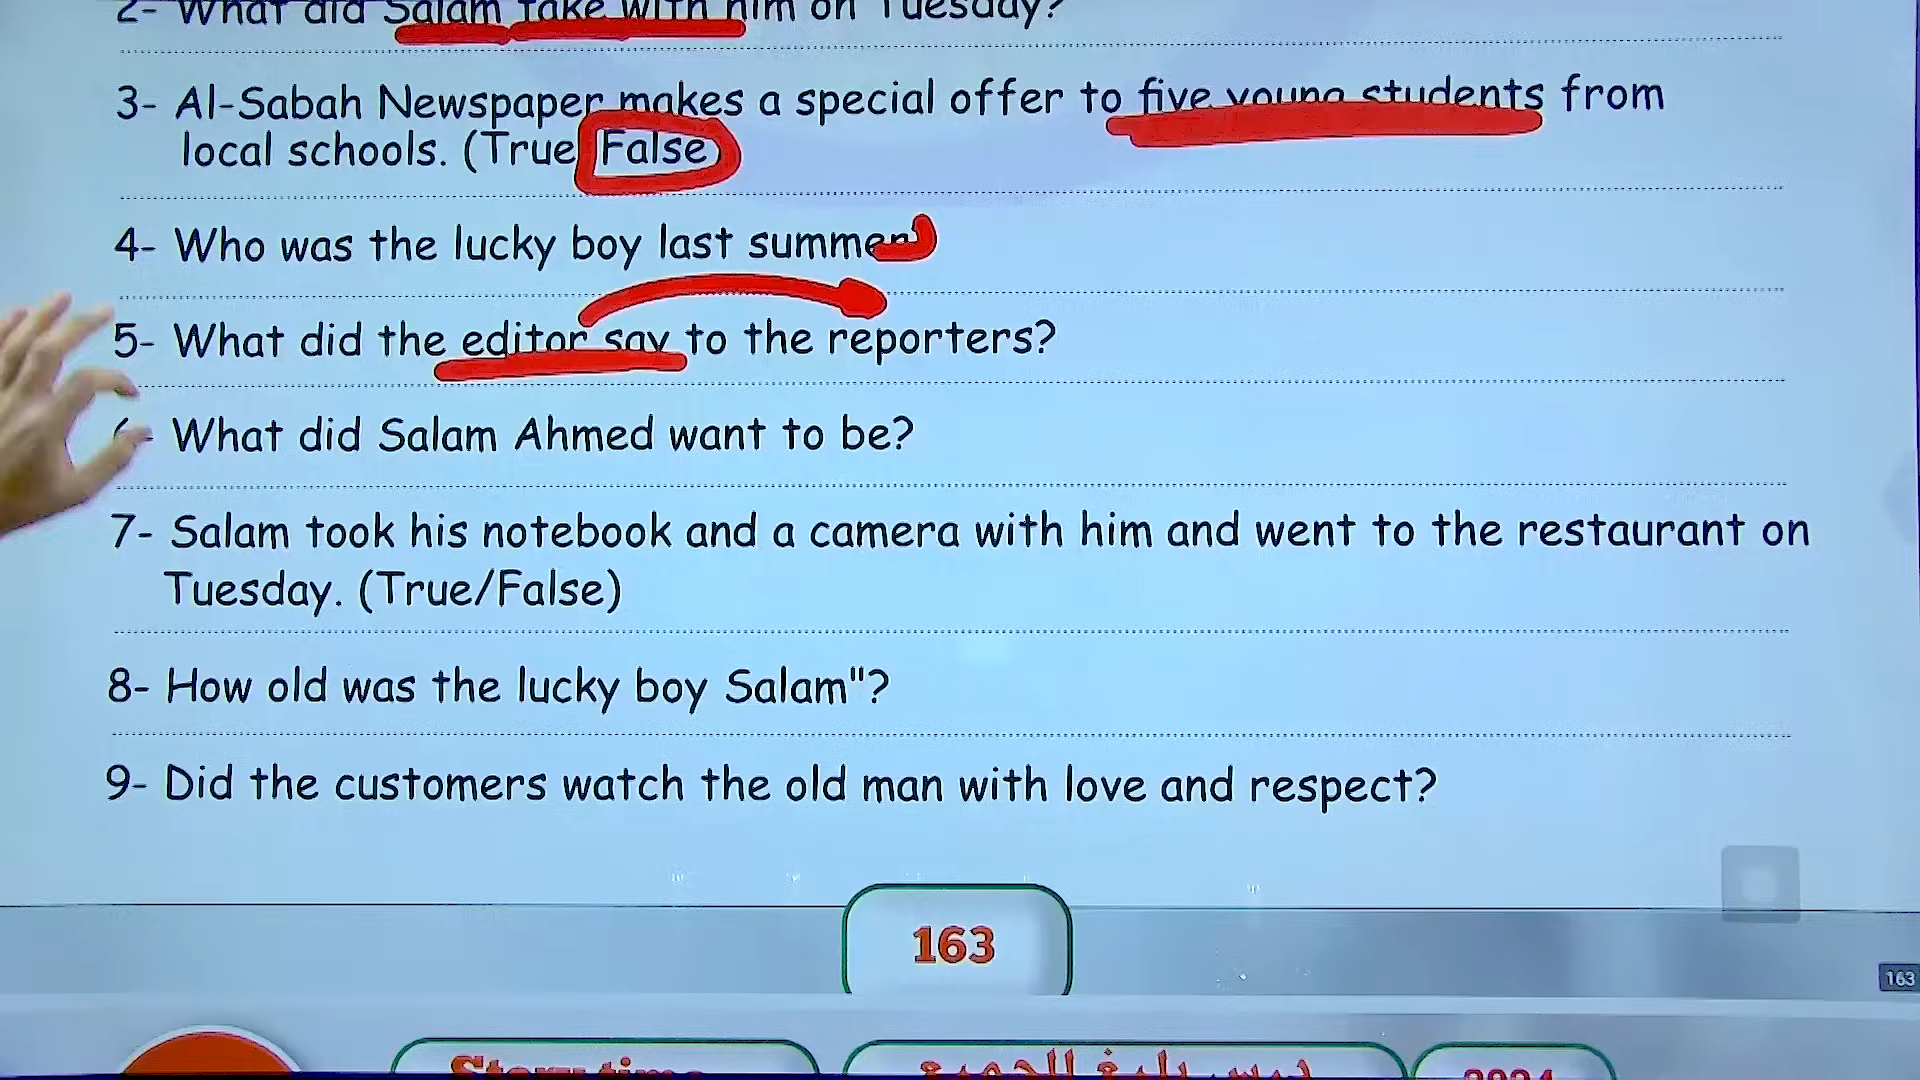 2- What did Salam take with him on Tuesday?
3- Al-Sabah Newspaper makes a special offer to five young students from
local schools. (True/False)
4- Who was the lucky boy last summer
5- What did the editor say to the reporters?
6- What did Salam Ahmed want to be?
7- Salam took his notebook and a camera with him and went to the restaurant on
Tuesday. (True/False)
8- How old was the lucky boy Salam"?
9- Did the customers watch the old man with love and respect?
163
163
Story time
2024